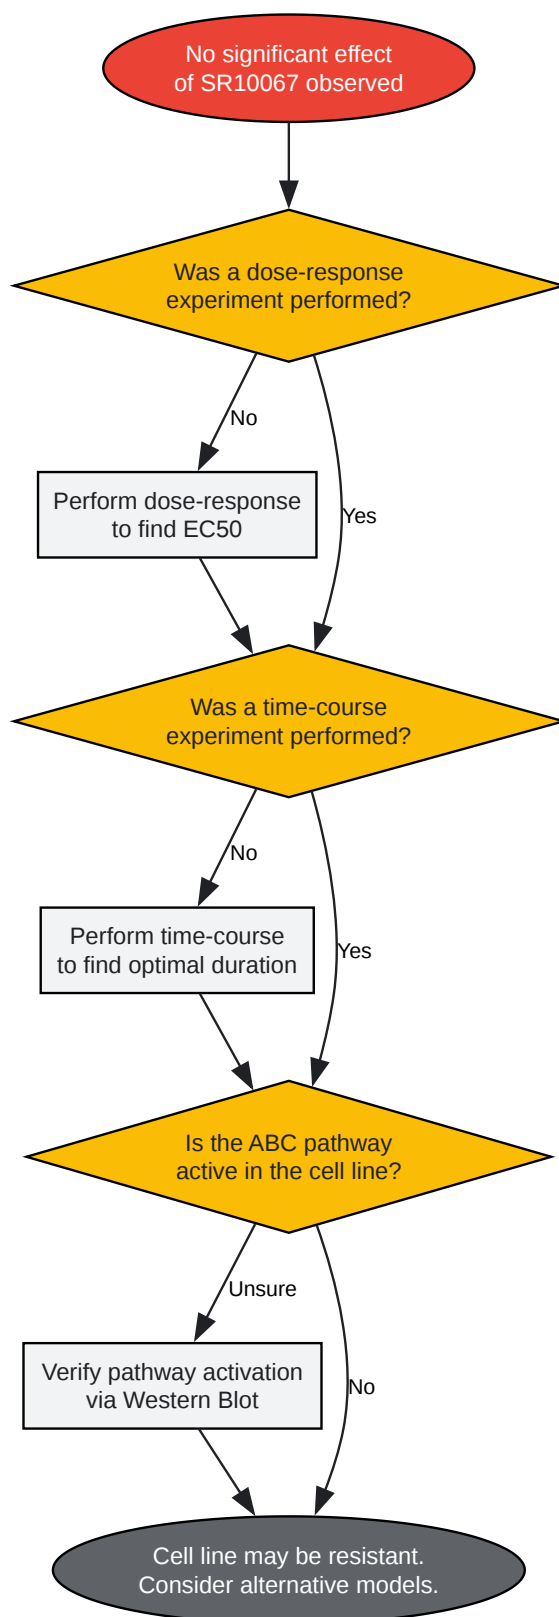 No significant effect
of SR10067 observed
Was a dose-response
experiment performed?
No
Perform dose-response
to find EC50
Yes
Was a time-course
experiment performed?
No
Perform time-course
to find optimal duration
Yes
Is the ABC pathway
active in the cell line?
Unsure
Verify pathway activation
via Western Blot
No
Cell line may be resistant.
Consider alternative models.